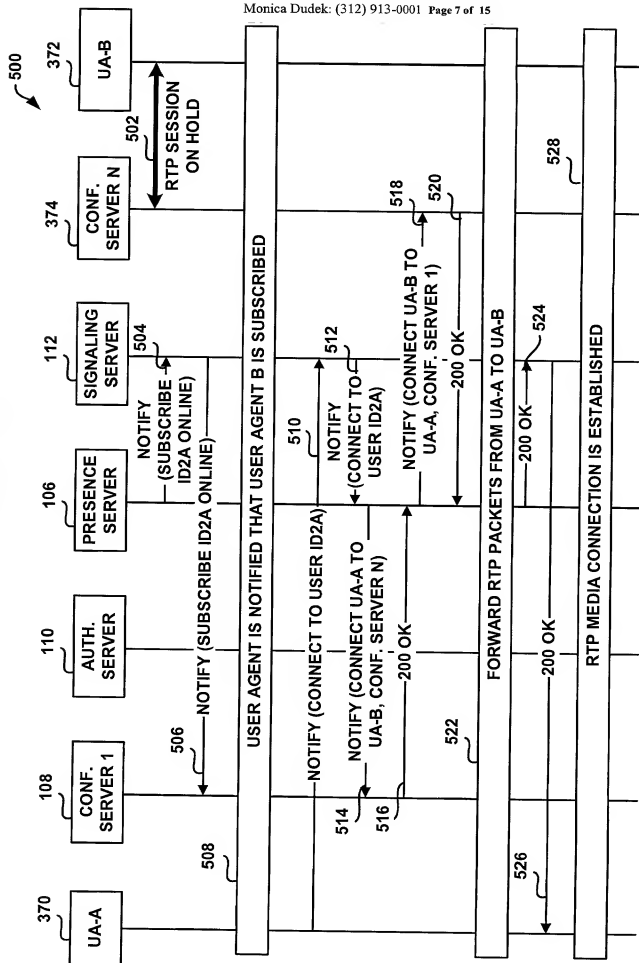 Monica Dudek: (312) 913-0001 Page 7 of 15
500
370
UA-A
108
CONF.
SERVER 1
110
AUTH.
SERVER
106
PRESENCE
SERVER
112
SIGNALING
SERVER
374
CONF.
SERVER N
372
UA-B
502
RTP SESSION
ON HOLD
NOTIFY
(SUBSCRIBE
ID2A ONLINE)
504
506
NOTIFY (SUBSCRIBE ID2A ONLINE)
508
USER AGENT IS NOTIFIED THAT USER AGENT B IS SUBSCRIBED
NOTIFY (CONNECT TO USER ID2A)
510
NOTIFY
(CONNECT TO
USER ID2A)
512
NOTIFY (CONNECT UA-A TO
UA-B, CONF. SERVER N)
514
516
200 OK
NOTIFY (CONNECT UA-B TO
UA-A, CONF. SERVER 1)
518
200 OK
520
522
FORWARD RTP PACKETS FROM UA-A TO UA-B
200 OK
524
526
200 OK
528
RTP MEDIA CONNECTION IS ESTABLISHED